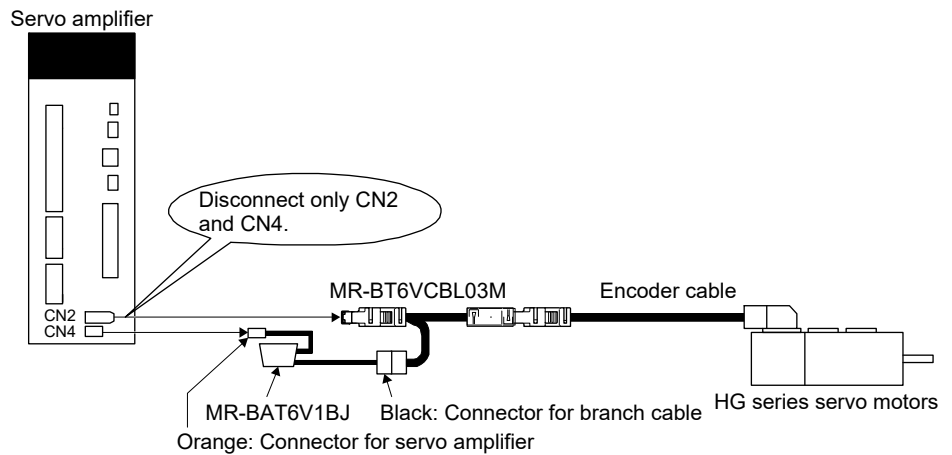 Servo amplifier
Disconnect only CN2
and CN4.
MR-BT6VCBL03M
Encoder cable
CN2
CN4
MR-BAT6V1BJ
Black: Connector for branch cable
HG series servo motors
Orange: Connector for servo amplifier